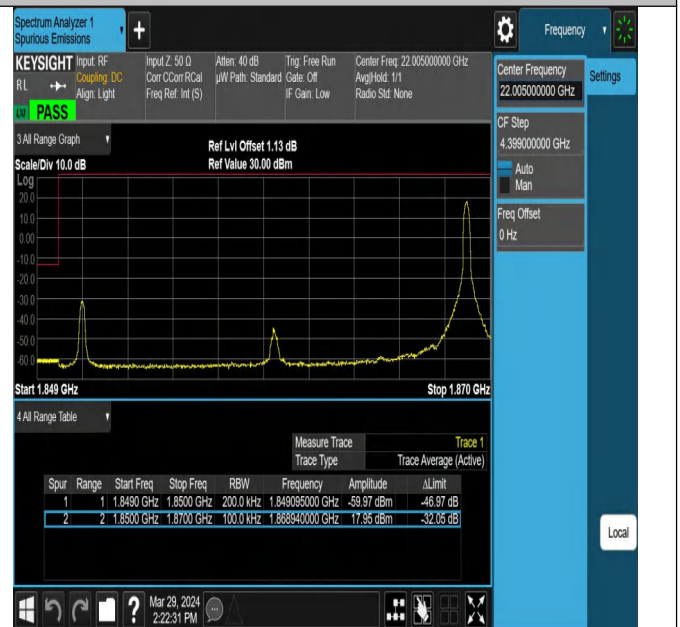 Spectrum Analyzer 1
Spurious Emissions
+
Frequency
KEYSIGHT
RL
Input: RF
Coupling: DC
Align: Light
Input Z: 50 Ω
Corr CCorr RCal
Freq Ref: Int (S)
Atten: 40 dB
µW Path: Standard
Trig: Free Run
Gate: Off
IF Gain: Low
Center Freq: 22.005000000 GHz
Avg|Hold: 1/1
Radio Std: None
PASS
Center Frequency
22.005000000 GHz
Settings
CF Step
4.399000000 GHz
Auto
Man
Freq Offset
0 Hz
3 All Range Graph
Ref Lvl Offset 1.13 dB
Scale/Div 10.0 dB
Ref Value 30.00 dBm
Log
20.0
10.0
0.00
-10.0
-20.0
-30.0
-40.0
-50.0
-60.0
Start 1.849 GHz
Stop 1.870 GHz
4 All Range Table
Measure Trace Trace 1
Trace Type Trace Average (Active)
Spur Range Start Freq Stop Freq RBW Frequency Amplitude ΔLimit
1 1 1.8490 GHz 1.8500 GHz 200.0 kHz 1.849095000 GHz -59.97 dBm -46.97 dB
2 2 1.8500 GHz 1.8700 GHz 100.0 kHz 1.868940000 GHz 17.95 dBm -32.05 dB
Local
?
Mar 29, 2024
2:22:31 PM